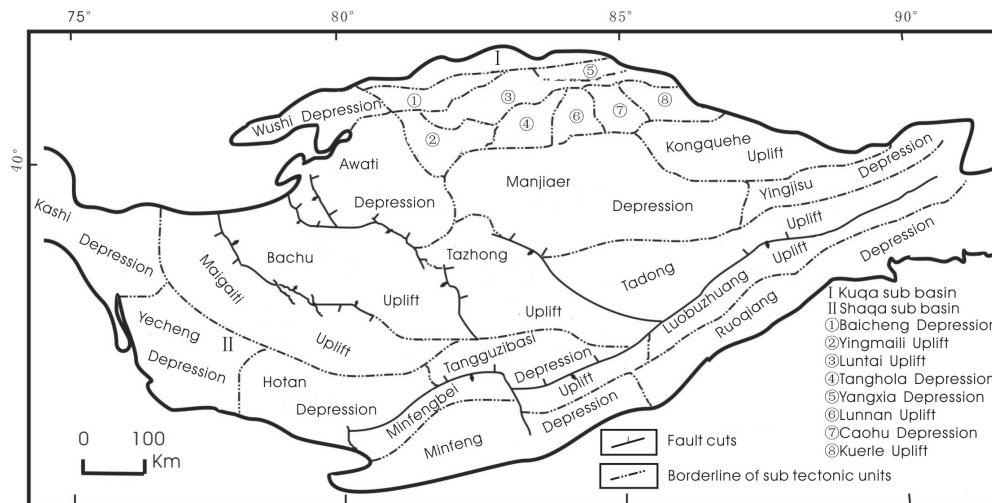 75° 80° 85° 90°
40°
I
⑤
① ③ ⑧
Wushi Depression
② ④ ⑥ ⑦
Kongquehe
Uplift
Awati
Depression
Manjiaer
Depression
Yingjisu Depression
Kashi
Depression
Bachu
Uplift
Tazhong
Uplift
Tadong Uplift
Maigaiti
Uplift
Luobuzhuang Uplift
Ruoqiang Depression
Yecheng
Depression
II
Hotan
Depression
Tangguzibasi
Depression
Minfengbei Uplift
Minfeng Depression
I Kuqa sub basin
II Shaqa sub basin
①Baicheng Depression
②Yingmaili Uplift
③Luntai Uplift
④Tanghola Depression
⑤Yangxia Depression
⑥Lunnan Uplift
⑦Caohu Depression
⑧Kuerle Uplift
0 100
Km
Fault cuts
Borderline of sub tectonic units